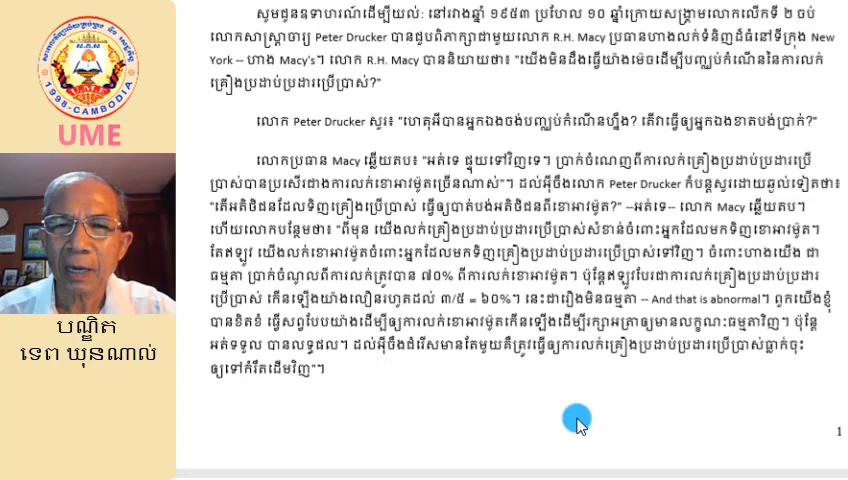 1998-CAMBODIA
UME
បណ្ឌិត
ទេព ឃុនណាល់
សូមជូនឧទាហរណ៍ដើម្បីយល់: នៅរវាងឆ្នាំ ១៩៥៣ ប្រហែល ១០ ឆ្នាំក្រោយសង្គ្រាមលោកលើកទី ២ ចប់
លោកសាស្ត្រាចារ្យ Peter Drucker បានជួបពិភាក្សាជាមួយលោក R.H. Macy ប្រធានហាងលក់ទំនិញដ៏ធំនៅទីក្រុង New
York -- ហាង Macy's។ លោក R.H. Macy បាននិយាយថា៖ "យើងមិនដឹងធ្វើយ៉ាងម៉េចដើម្បីបញ្ឈប់កំណើននៃការលក់
គ្រឿងប្រដាប់ប្រដារប្រើប្រាស់?"
លោក Peter Drucker សួរ៖ "ហេតុអីបានអ្នកឯងចង់បញ្ឈប់កំណើនហ្នឹង? តើវាធ្វើឲ្យអ្នកឯងខាតបង់ប្រាក់?"
លោកប្រធាន Macy ឆ្លើយតប៖ "អត់ទេ ផ្ទុយទៅវិញទេ។ ប្រាក់ចំណេញពីការលក់គ្រឿងប្រដាប់ប្រដារប្រើ
ប្រាស់បានប្រសើរជាងការលក់ខោអាវម៉ូតច្រើនណាស់"។ ដល់អ៊ីចឹងលោក Peter Drucker ក៏បន្តសួរដោយឆ្ងល់ទៀតថា៖
"តើអតិថិជនដែលទិញគ្រឿងប្រើប្រាស់ ធ្វើឲ្យបាត់បង់អតិថិជនពីខោអាវម៉ូត?" --អត់ទេ-- លោក Macy ឆ្លើយតប។
ហើយលោកបន្ថែមថា៖ "ពីមុន យើងលក់គ្រឿងប្រដាប់ប្រដារប្រើប្រាស់សំខាន់ចំពោះអ្នកដែលមកទិញខោអាវម៉ូត។
តែឥឡូវ យើងលក់ខោអាវម៉ូតចំពោះអ្នកដែលមកទិញគ្រឿងប្រដាប់ប្រដារប្រើប្រាស់ទៅវិញ។ ចំពោះហាងយើង ជា
ធម្មតា ប្រាក់ចំណូលពីការលក់ត្រូវបាន ៧០% ពីការលក់ខោអាវម៉ូត។ ប៉ុន្តែឥឡូវបែរជាការលក់គ្រឿងប្រដាប់ប្រដារ
ប្រើប្រាស់ កើនឡើងយ៉ាងលឿនរហូតដល់ ៣/៥ = ៦០%។ នេះជារឿងមិនធម្មតា -- And that is abnormal។ ពួកយើងខ្ញុំ
បានខិតខំ ធ្វើសព្វបែបយ៉ាងដើម្បីឲ្យការលក់ខោអាវម៉ូតកើនឡើងដើម្បីរក្សាអត្រាឲ្យមានលក្ខណៈធម្មតាវិញ។ ប៉ុន្តែ
អត់ទទួល បានលទ្ធផល។ ដល់អ៊ីចឹងជំរើសមានតែមួយគឺត្រូវធ្វើឲ្យការលក់គ្រឿងប្រដាប់ប្រដារប្រើប្រាស់ធ្លាក់ចុះ
ឲ្យទៅកំរឹតដើមវិញ"។
1